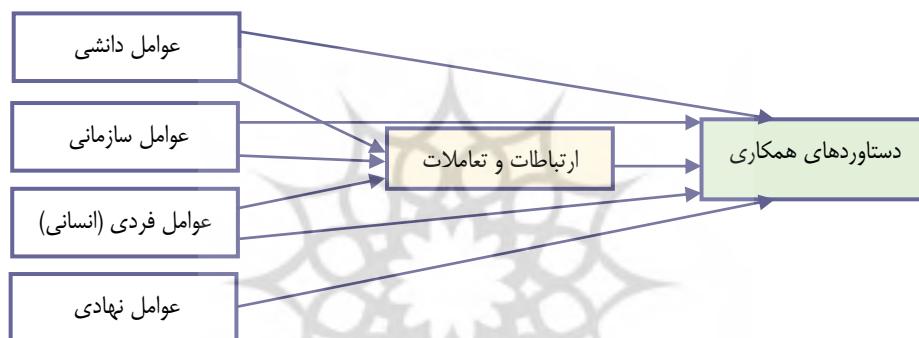 عوامل دانشی
عوامل سازمانی
عوامل فردی (انسانی)
عوامل نهادی
ارتباطات و تعاملات
دستاوردهای همکاری